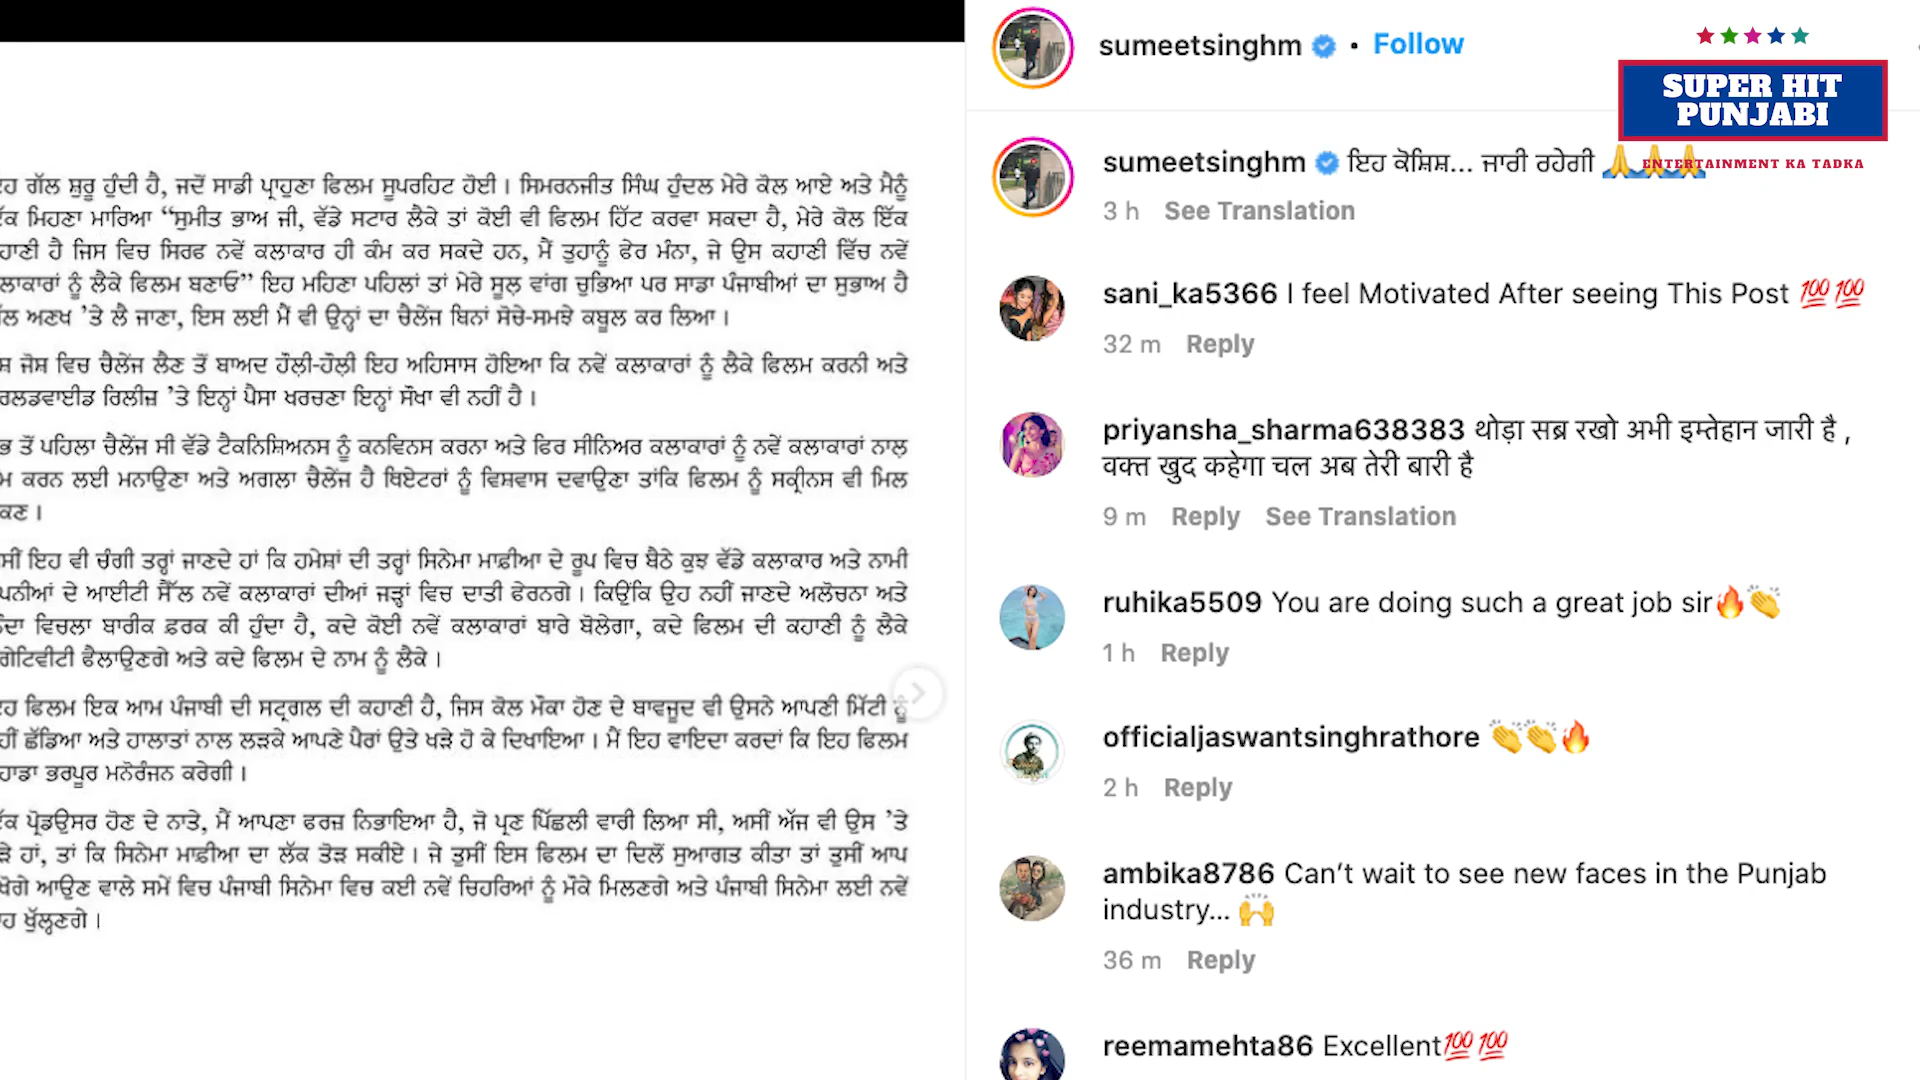 ਹ ਗੱਲ ਸ਼ੁਰੂ ਹੁੰਦੀ ਹੈ, ਜਦੋਂ ਸਾਡੀ ਪ੍ਰਾਹੁਣਾ ਫਿਲਮ ਸੂਪਰਹਿਟ ਹੋਈ। ਸਿਮਰਨਜੀਤ ਸਿੰਘ ਹੁੰਦਲ ਮੇਰੇ ਕੋਲ ਆਏ ਅਤੇ ਮੈਨੂੰ
ਕ ਮਿਹਣਾ ਮਾਰਿਆ “ਸੁਮੀਤ ਭਾਅ ਜੀ, ਵੱਡੇ ਸਟਾਰ ਲੈਕੇ ਤਾਂ ਕੋਈ ਵੀ ਫਿਲਮ ਹਿੱਟ ਕਰਵਾ ਸਕਦਾ ਹੈ, ਮੇਰੇ ਕੋਲ ਇੱਕ
ਹਾਣੀ ਹੈ ਜਿਸ ਵਿਚ ਸਿਰਫ ਨਵੇਂ ਕਲਾਕਾਰ ਹੀ ਕੰਮ ਕਰ ਸਕਦੇ ਹਨ, ਮੈਂ ਤੁਹਾਨੂੰ ਫੇਰ ਮੰਨਾ, ਜੇ ਉਸ ਕਹਾਣੀ ਵਿੱਚ ਨਵੇਂ
ਲਾਕਾਰਾਂ ਨੂੰ ਲੈਕੇ ਫਿਲਮ ਬਣਾਓ” ਇਹ ਮਹਿਣਾ ਪਹਿਲਾਂ ਤਾਂ ਮੇਰੇ ਸੂਲ੍ਹ ਵਾਂਗ ਚੁਭਿਆ ਪਰ ਸਾਡਾ ਪੰਜਾਬੀਆਂ ਦਾ ਸੁਭਾਅ ਹੈ
ੱਲ ਅਣਖ ’ਤੇ ਲੈ ਜਾਣਾ, ਇਸ ਲਈ ਮੈਂ ਵੀ ਉਨ੍ਹਾਂ ਦਾ ਚੈਲੇਂਜ ਬਿਨਾਂ ਸੋਚੇ-ਸਮਝੇ ਕਬੂਲ ਕਰ ਲਿਆ।
ਸ ਜੋਸ਼ ਵਿਚ ਚੈਲੇਂਜ ਲੈਣ ਤੋਂ ਬਾਅਦ ਹੌਲੀ-ਹੌਲੀ ਇਹ ਅਹਿਸਾਸ ਹੋਇਆ ਕਿ ਨਵੇਂ ਕਲਾਕਾਰਾਂ ਨੂੰ ਲੈਕੇ ਫਿਲਮ ਕਰਨੀ ਅਤੇ
ਰਲਡਵਾਈਡ ਰਿਲੀਜ਼ ’ਤੇ ਇਨ੍ਹਾਂ ਪੈਸਾ ਖਰਚਣਾ ਇਨ੍ਹਾਂ ਸੌਖਾ ਵੀ ਨਹੀਂ ਹੈ।
ਭ ਤੋਂ ਪਹਿਲਾ ਚੈਲੇਂਜ ਸੀ ਵੱਡੇ ਟੈਕਨਿਸ਼ਿਅਨਸ ਨੂੰ ਕਨਵਿਨਸ ਕਰਨਾ ਅਤੇ ਫਿਰ ਸੀਨਿਅਰ ਕਲਾਕਾਰਾਂ ਨੂੰ ਨਵੇਂ ਕਲਾਕਾਰਾਂ ਨਾਲ਼
ਮ ਕਰਨ ਲਈ ਮਨਾਉਣਾ ਅਤੇ ਅਗਲਾ ਚੈਲੇਂਜ ਹੈ ਥਿਏਟਰਾਂ ਨੂੰ ਵਿਸ਼ਵਾਸ ਦਵਾਉਣਾ ਤਾਂਕਿ ਫਿਲਮ ਨੂੰ ਸਕ੍ਰੀਨਸ ਵੀ ਮਿਲ
ਕਣ।
ਸੀਂ ਇਹ ਵੀ ਚੰਗੀ ਤਰ੍ਹਾਂ ਜਾਣਦੇ ਹਾਂ ਕਿ ਹਮੇਸ਼ਾਂ ਦੀ ਤਰ੍ਹਾਂ ਸਿਨੇਮਾ ਮਾਫ਼ੀਆ ਦੇ ਰੂਪ ਵਿਚ ਬੈਠੇ ਕੁਝ ਵੱਡੇ ਕਲਾਕਾਰ ਅਤੇ ਨਾਮੀ
ਪਨੀਆਂ ਦੇ ਆਈਟੀ ਸੈੱਲ ਨਵੇਂ ਕਲਾਕਾਰਾਂ ਦੀਆਂ ਜੜ੍ਹਾਂ ਵਿਚ ਦਾਤੀ ਫੇਰਨਗੇ। ਕਿਉਂਕਿ ਉਹ ਨਹੀਂ ਜਾਣਦੇ ਅਲੋਚਨਾ ਅਤੇ
ਦਾ ਵਿਚਲਾ ਬਾਰੀਕ ਫ਼ਰਕ ਕੀ ਹੁੰਦਾ ਹੈ, ਕਦੇ ਕੋਈ ਨਵੇਂ ਕਲਾਕਾਰਾਂ ਬਾਰੇ ਬੋਲੇਗਾ, ਕਦੇ ਫਿਲਮ ਦੀ ਕਹਾਣੀ ਨੂੰ ਲੈਕੇ
ਗੇਟਿਵੀਟੀ ਫੈਲਾਉਣਗੇ ਅਤੇ ਕਦੇ ਫਿਲਮ ਦੇ ਨਾਮ ਨੂੰ ਲੈਕੇ।
ਹ ਫਿਲਮ ਇਕ ਆਮ ਪੰਜਾਬੀ ਦੀ ਸਟ੍ਰਗਲ ਦੀ ਕਹਾਣੀ ਹੈ, ਜਿਸ ਕੋਲ ਮੌਕਾ ਹੋਣ ਦੇ ਬਾਵਜੂਦ ਵੀ ਉਸਨੇ ਆਪਣੀ ਮਿੱਟੀ ਨੂੰ
ਹੀਂ ਛੱਡਿਆ ਅਤੇ ਹਾਲਾਤਾਂ ਨਾਲ ਲੜਕੇ ਆਪਣੇ ਪੈਰਾਂ ਉਤੇ ਖੜੇ ਹੋ ਕੇ ਦਿਖਾਇਆ। ਮੈਂ ਇਹ ਵਾਇਦਾ ਕਰਦਾਂ ਕਿ ਇਹ ਫਿਲਮ
ਹਾਡਾ ਭਰਪੂਰ ਮਨੋਰੰਜਨ ਕਰੇਗੀ।
ੱਕ ਪ੍ਰੋਡਉਸਰ ਹੋਣ ਦੇ ਨਾਤੇ, ਮੈਂ ਆਪਣਾ ਫਰਜ਼ ਨਿਭਾਇਆ ਹੈ, ਜੋ ਪ੍ਰਣ ਪਿੱਛਲੀ ਵਾਰੀ ਲਿਆ ਸੀ, ਅਸੀਂ ਅੱਜ ਵੀ ਉਸ ’ਤੇ
ੜੇ ਹਾਂ, ਤਾਂ ਕਿ ਸਿਨੇਮਾ ਮਾਫ਼ੀਆ ਦਾ ਲੱਕ ਤੋੜ ਸਕੀਏ। ਜੇ ਤੁਸੀਂ ਇਸ ਫਿਲਮ ਦਾ ਦਿਲੋਂ ਸੁਆਗਤ ਕੀਤਾ ਤਾਂ ਤੁਸੀਂ ਆਪ
ਖੋਗੇ ਆਉਣ ਵਾਲੇ ਸਮੇਂ ਵਿਚ ਪੰਜਾਬੀ ਸਿਨੇਮਾ ਵਿਚ ਕਈ ਨਵੇਂ ਚਿਹਰਿਆਂ ਨੂੰ ਮੌਕੇ ਮਿਲਣਗੇ ਅਤੇ ਪੰਜਾਬੀ ਸਿਨੇਮਾ ਲਈ ਨਵੇਂ
ਹ ਖੁੱਲ੍ਹਣਗੇ।
sumeetsinghm • Follow
SUPER HIT
PUNJABI
ENTERTAINMENT KA TADKA
sumeetsinghm ਇਹ ਕੋਸ਼ਿਸ਼... ਜਾਰੀ ਰਹੇਗੀ 🙏🙏🙏
3 h See Translation
sani_ka5366 I feel Motivated After seeing This Post 💯💯
32 m Reply
priyansha_sharma638383 थोड़ा सब्र रखो अभी इम्तेहान जारी है ,
वक्त खुद कहेगा चल अब तेरी बारी है
9 m Reply See Translation
ruhika5509 You are doing such a great job sir🔥👏
1 h Reply
officialjaswantsinghrathore 👏👏🔥
2 h Reply
ambika8786 Can’t wait to see new faces in the Punjab
industry... 🙌
36 m Reply
reemamehta86 Excellent💯💯